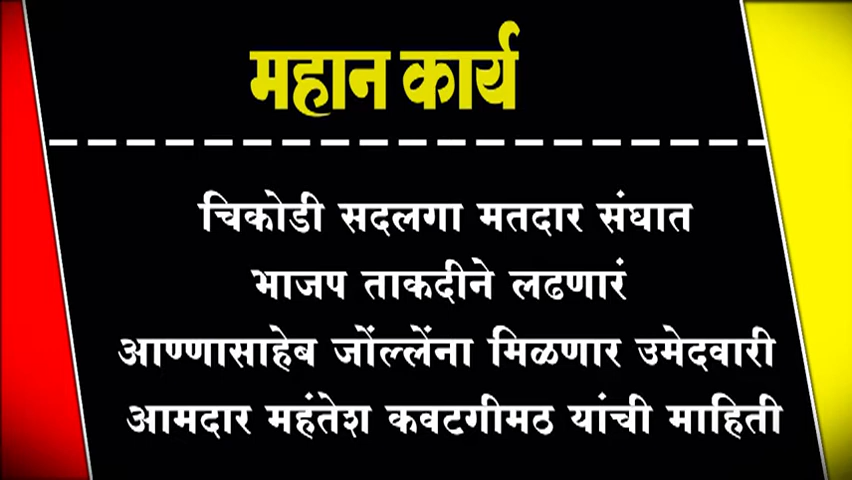 महान कार्य
चिकोडी सदलगा मतदार संघात
भाजप ताकदीने लढणारं
आण्णासाहेब जोंल्लेंना मिळणार उमेदवारी
आमदार महंतेश कवटगीमठ यांची माहिती